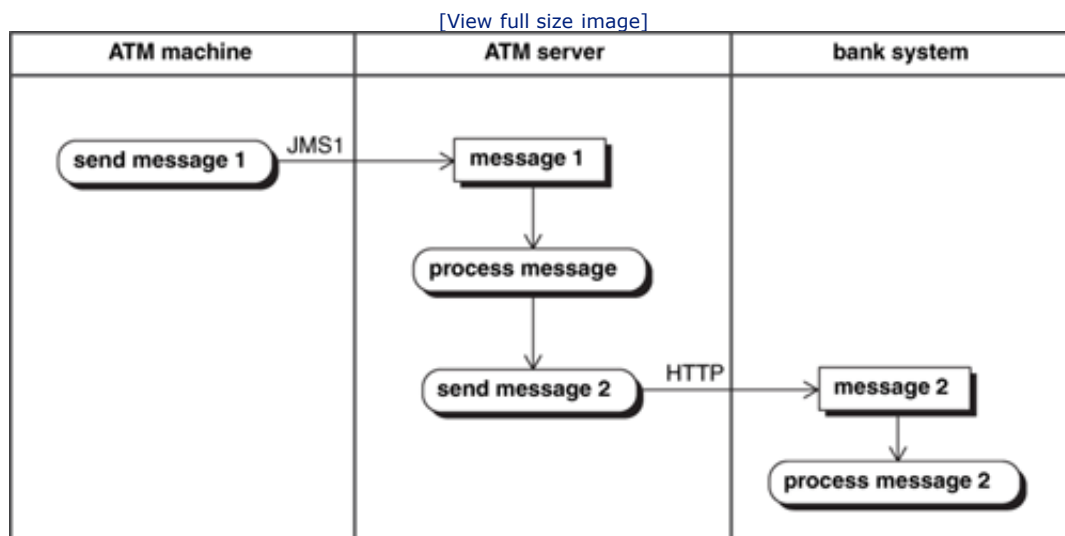 [View full size image]
ATM machine
ATM server
bank system
send message 1
JMS1
message 1
process message
send message 2
HTTP
message 2
process message 2